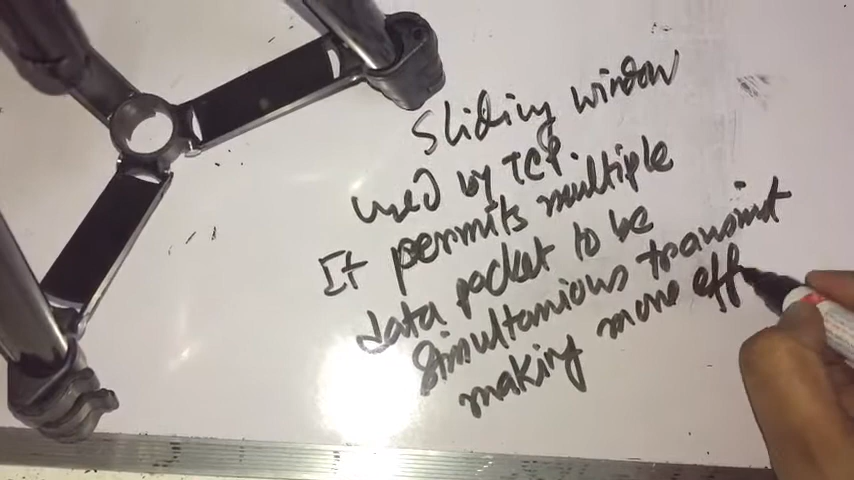 Sliding window
used by TCP.
It permits multiple
data packet to be
Simultanious transmit
making more eff